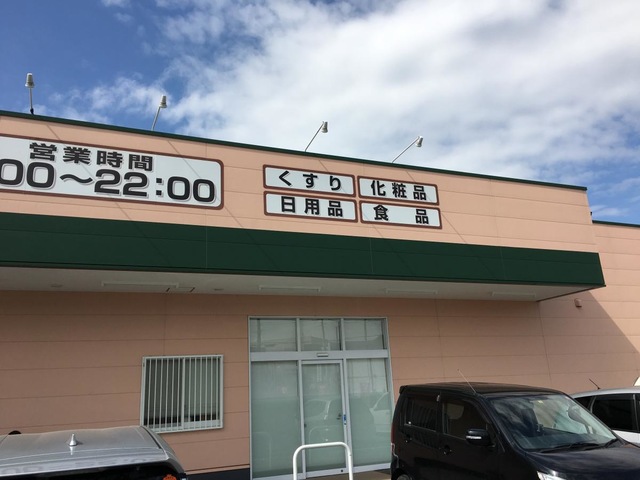 営業時間
00～22:00
くすり
化粧品
日用品
食品